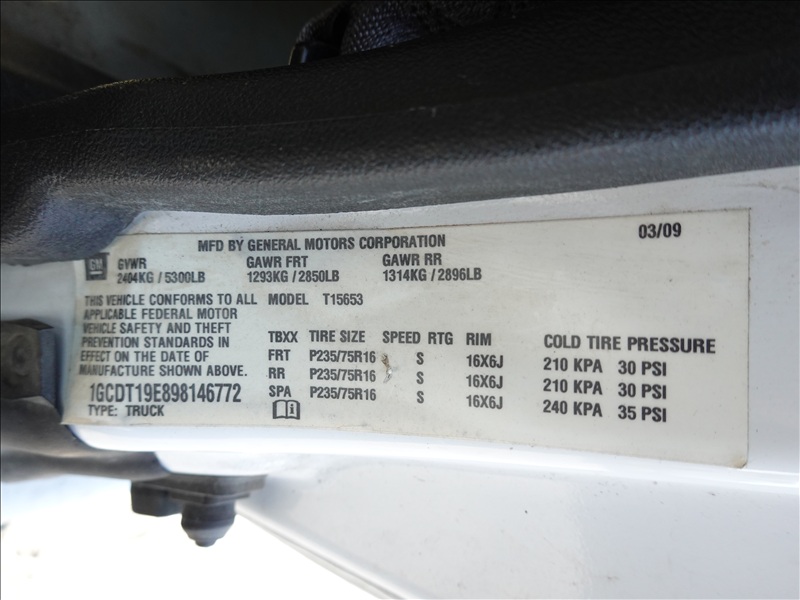 MFD BY GENERAL MOTORS CORPORATION 03/09
GM
GVWR GAWR FRT GAWR RR
2404KG / 5300LB 1293KG / 2850LB 1314KG / 2896LB
THIS VEHICLE CONFORMS TO ALL MODEL T15653
APPLICABLE FEDERAL MOTOR
VEHICLE SAFETY AND THEFT
PREVENTION STANDARDS IN
EFFECT ON THE DATE OF
MANUFACTURE SHOWN ABOVE.
1GCDT19E898146772
TYPE: TRUCK
TBXX TIRE SIZE SPEED RTG RIM COLD TIRE PRESSURE
FRT P235/75R16 S 16X6J 210 KPA 30 PSI
RR P235/75R16 S 16X6J 210 KPA 30 PSI
SPA P235/75R16 S 16X6J 240 KPA 35 PSI